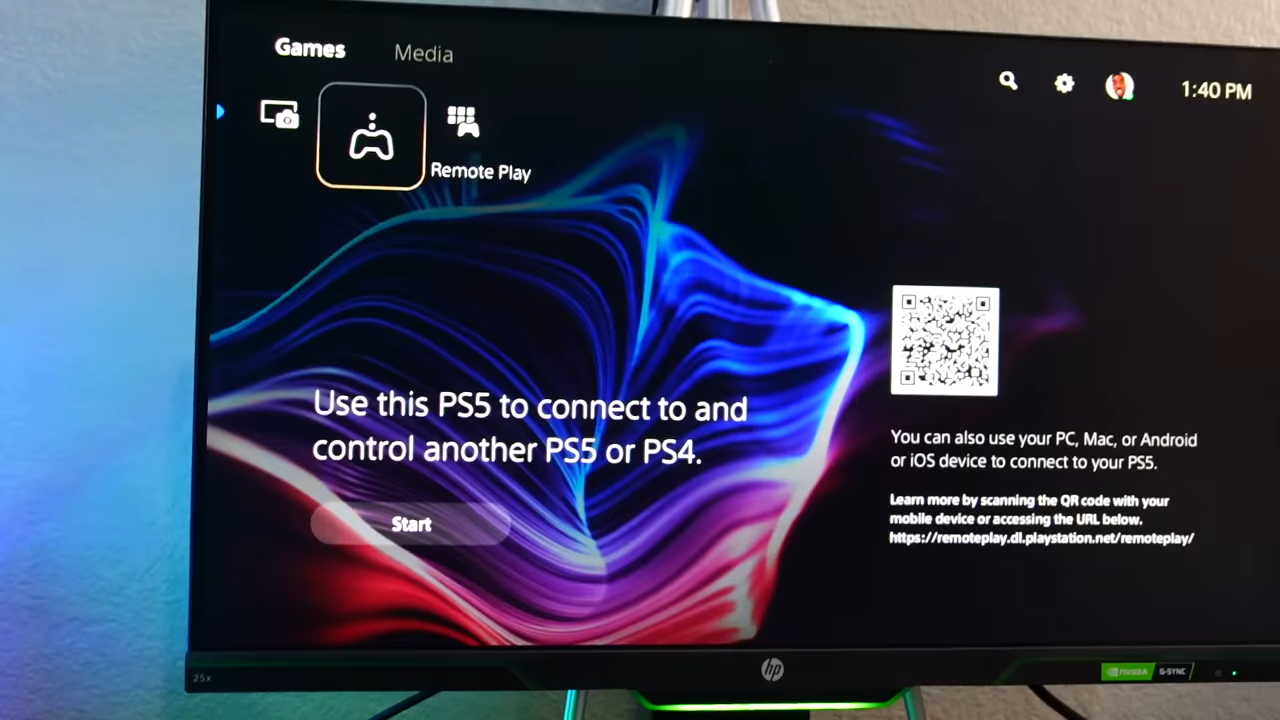 Games
Media
1:40 PM
Remote Play
Use this PS5 to connect to and
control another PS5 or PS4.
Start
You can also use your PC, Mac, or Android
or iOS device to connect to your PS5.
Learn more by scanning the QR code with your
mobile device or accessing the URL below.
https://remoteplay.dl.playstation.net/remoteplay/
25x
hp
NVIDIA G-SYNC